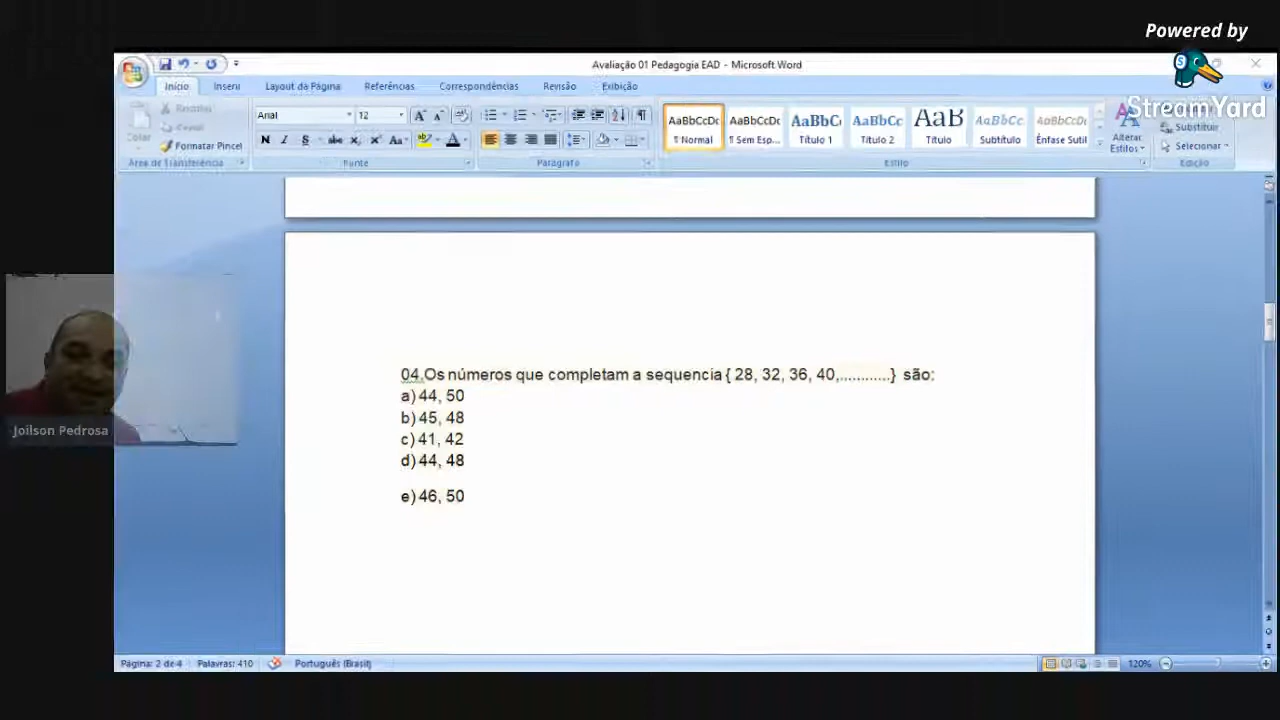 Powered by
StreamYard
Avaliação 01 Pedagogia EAD - Microsoft Word
Início
Layout da Página
Referências
Correspondências
Revisão
Exibição
Arial
12
Colar
Formatar Pincel
Área de Transferência
Fonte
Parágrafo
AaBbCcDc
¶ Normal
AaBbCcDc
¶ Sem Esp...
AaBbCc
Título 1
AaBbCc
Título 2
AaB
Título
AaBbCcl
Subtítulo
AaBbCcDc
Ênfase Sutil
Alterar
Estilos
Estilo
Substituir
Selecionar
Edição
04.Os números que completam a sequencia { 28, 32, 36, 40,............} são:
a) 44, 50
b) 45, 48
c) 41, 42
d) 44, 48
e) 46, 50
Joilson Pedrosa
Página: 2 de 4
Palavras: 410
Português (Brasil)
120%